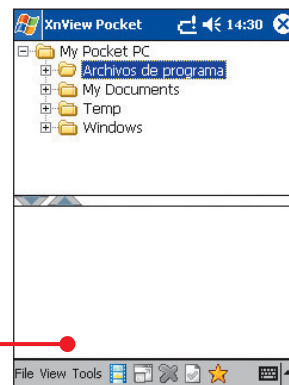 XnView Pocket 14:30
My Pocket PC
Archivos de programa
My Documents
Temp
Windows
File View Tools